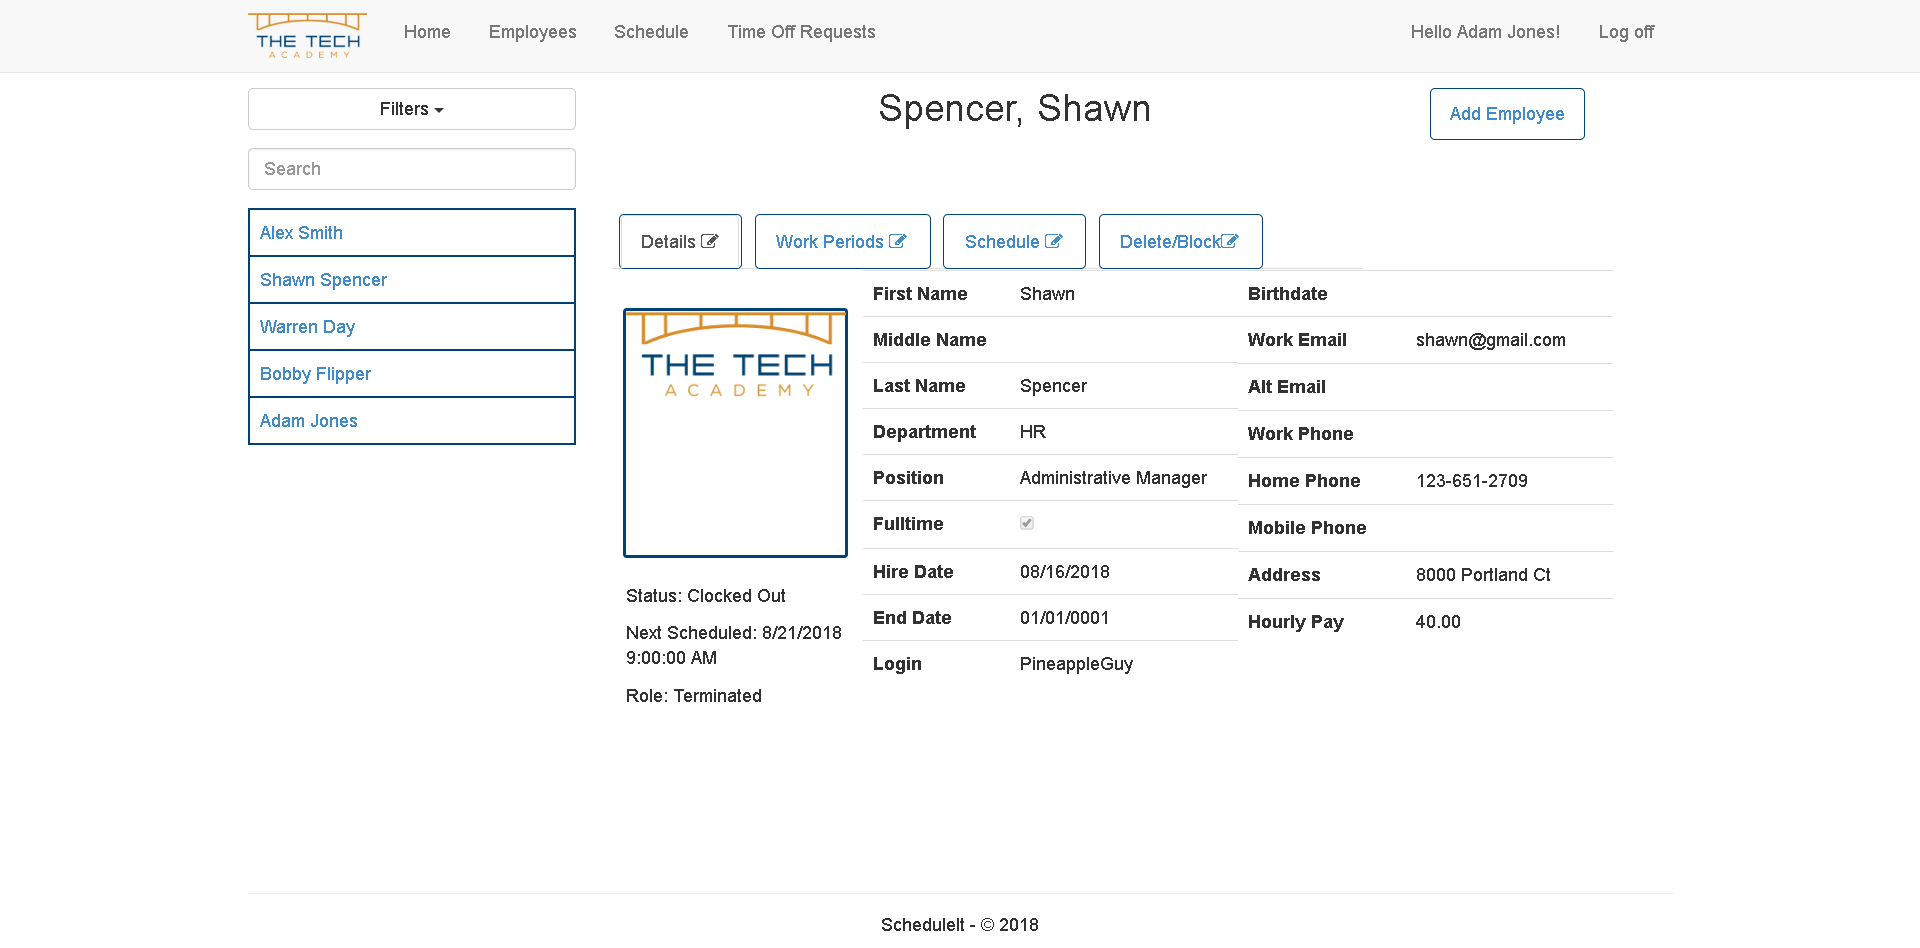 THE TECH
ACADEMY
Home Employees Schedule Time Off Requests Hello Adam Jones! Log off
Filters
Search
Alex Smith
Shawn Spencer
Warren Day
Bobby Flipper
Adam Jones
Spencer, Shawn
Add Employee
Details Work Periods Schedule Delete/Block
THE TECH
ACADEMY
Status: Clocked Out
Next Scheduled: 8/21/2018
9:00:00 AM
Role: Terminated
First Name Shawn
Middle Name
Last Name Spencer
Department HR
Position Administrative Manager
Fulltime
Hire Date 08/16/2018
End Date 01/01/0001
Login PineappleGuy
Birthdate
Work Email shawn@gmail.com
Alt Email
Work Phone
Home Phone 123-651-2709
Mobile Phone
Address 8000 Portland Ct
Hourly Pay 40.00
ScheduleIt - © 2018